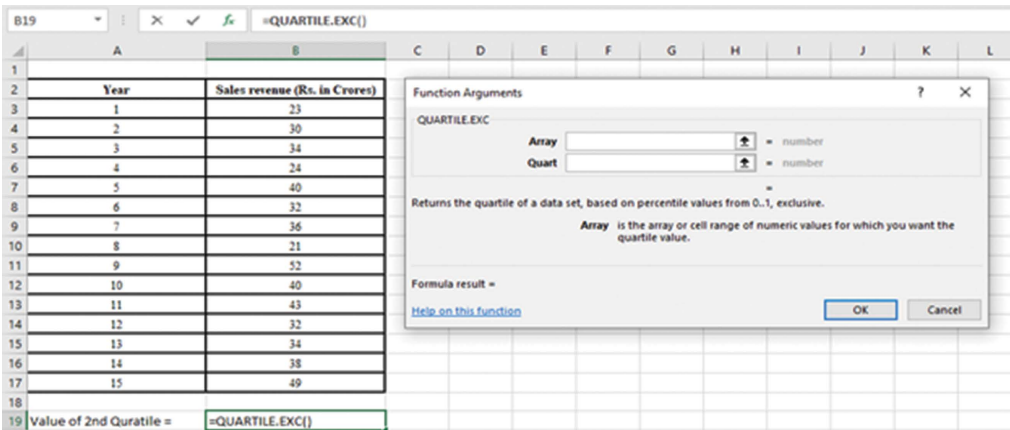 B19 =QUARTILE.EXC()
A B C D E F G H I J K L
1
2 Year Sales revenue (Rs. in Crores)
3 1 23
4 2 30
5 3 34
6 4 24
7 5 40
8 6 32
9 7 36
10 8 21
11 9 52
12 10 40
13 11 43
14 12 32
15 13 34
16 14 38
17 15 49
18
19 Value of 2nd Quratile = =QUARTILE.EXC()
Function Arguments ? ×
QUARTILE.EXC
Array = number
Quart = number
=
Returns the quartile of a data set, based on percentile values from 0..1, exclusive.
Array is the array or cell range of numeric values for which you want the
quartile value.
Formula result =
Help on this function OK Cancel